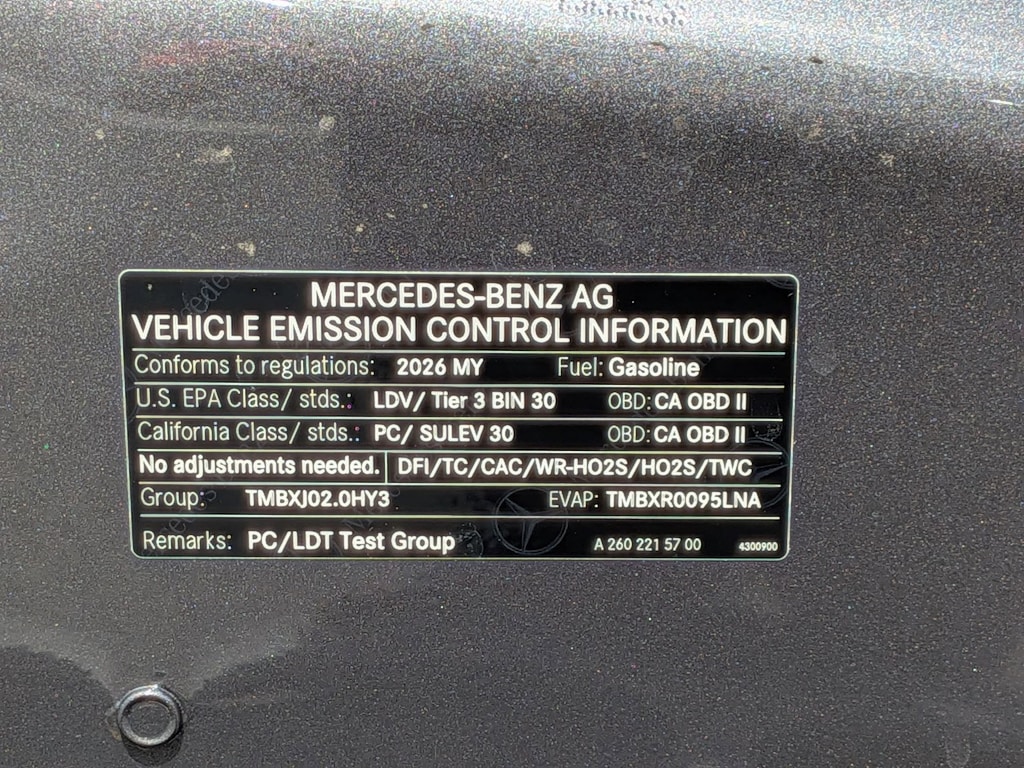 MERCEDES-BENZ AG
VEHICLE EMISSION CONTROL INFORMATION
Conforms to regulations: 2026 MY Fuel: Gasoline
U.S. EPA Class/ stds.: LDV/ Tier 3 BIN 30 OBD: CA OBD II
California Class/ stds.: PC/ SULEV 30 OBD: CA OBD II
No adjustments needed. DFI/TC/CAC/WR-HO2S/HO2S/TWC
Group: TMBXJ02.0HY3 EVAP: TMBXR0095LNA
Remarks: PC/LDT Test Group A 260 221 57 00 4300900